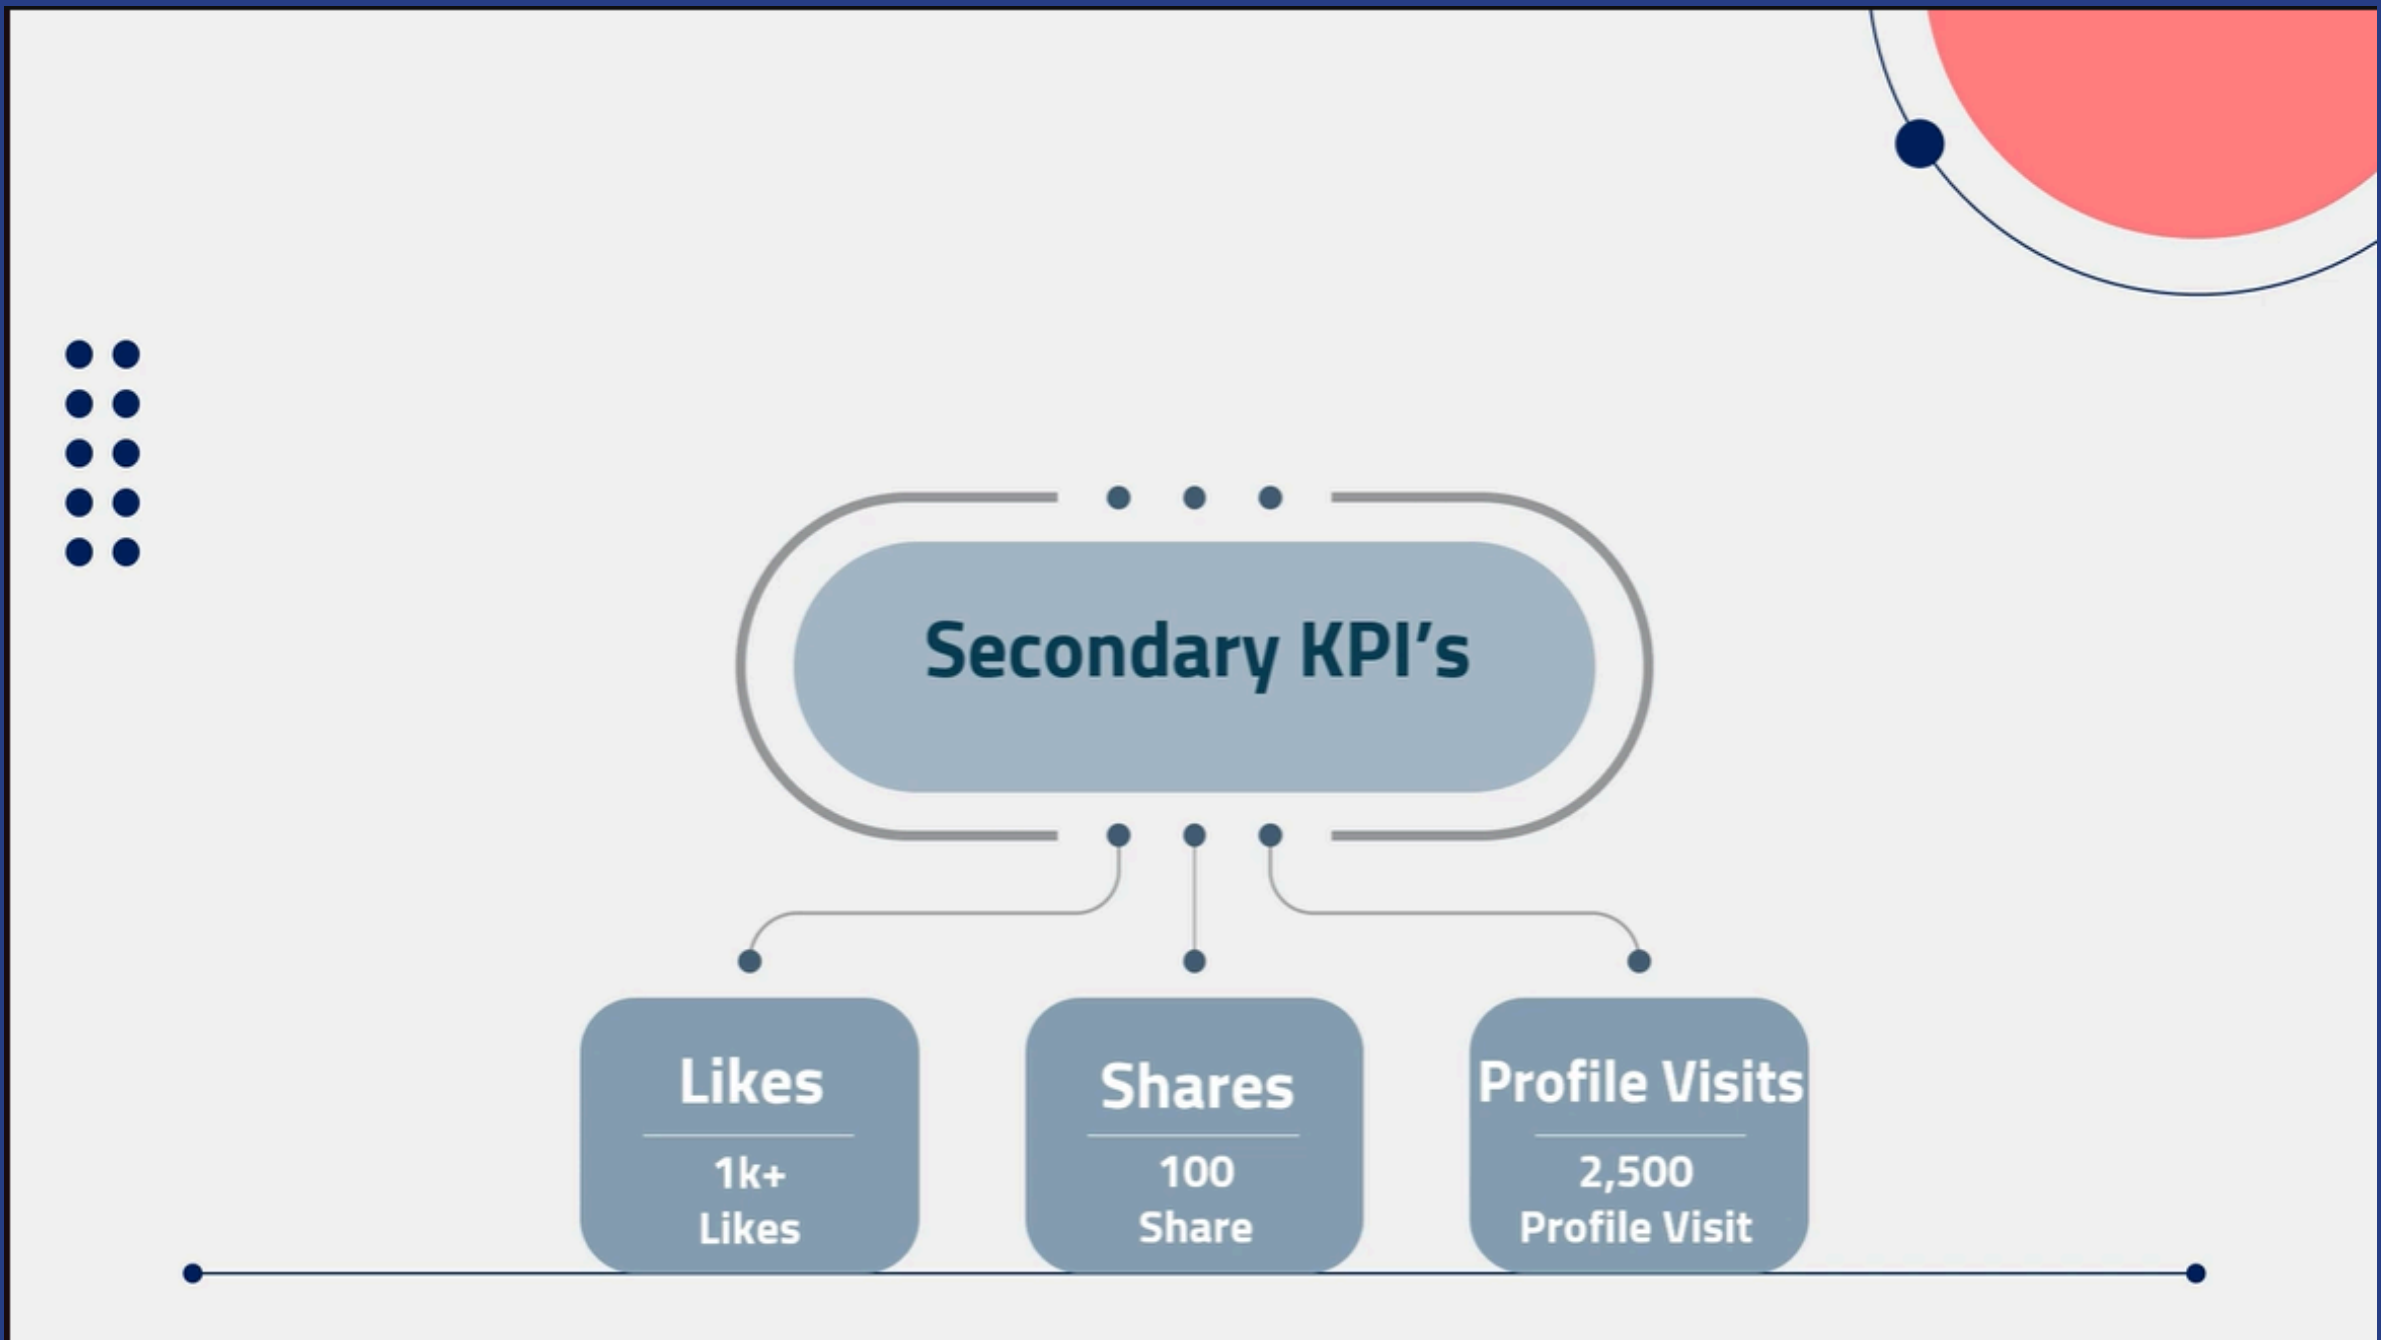 Secondary KPI’s
Likes
1k+
Likes
Shares
100
Share
Profile Visits
2,500
Profile Visit